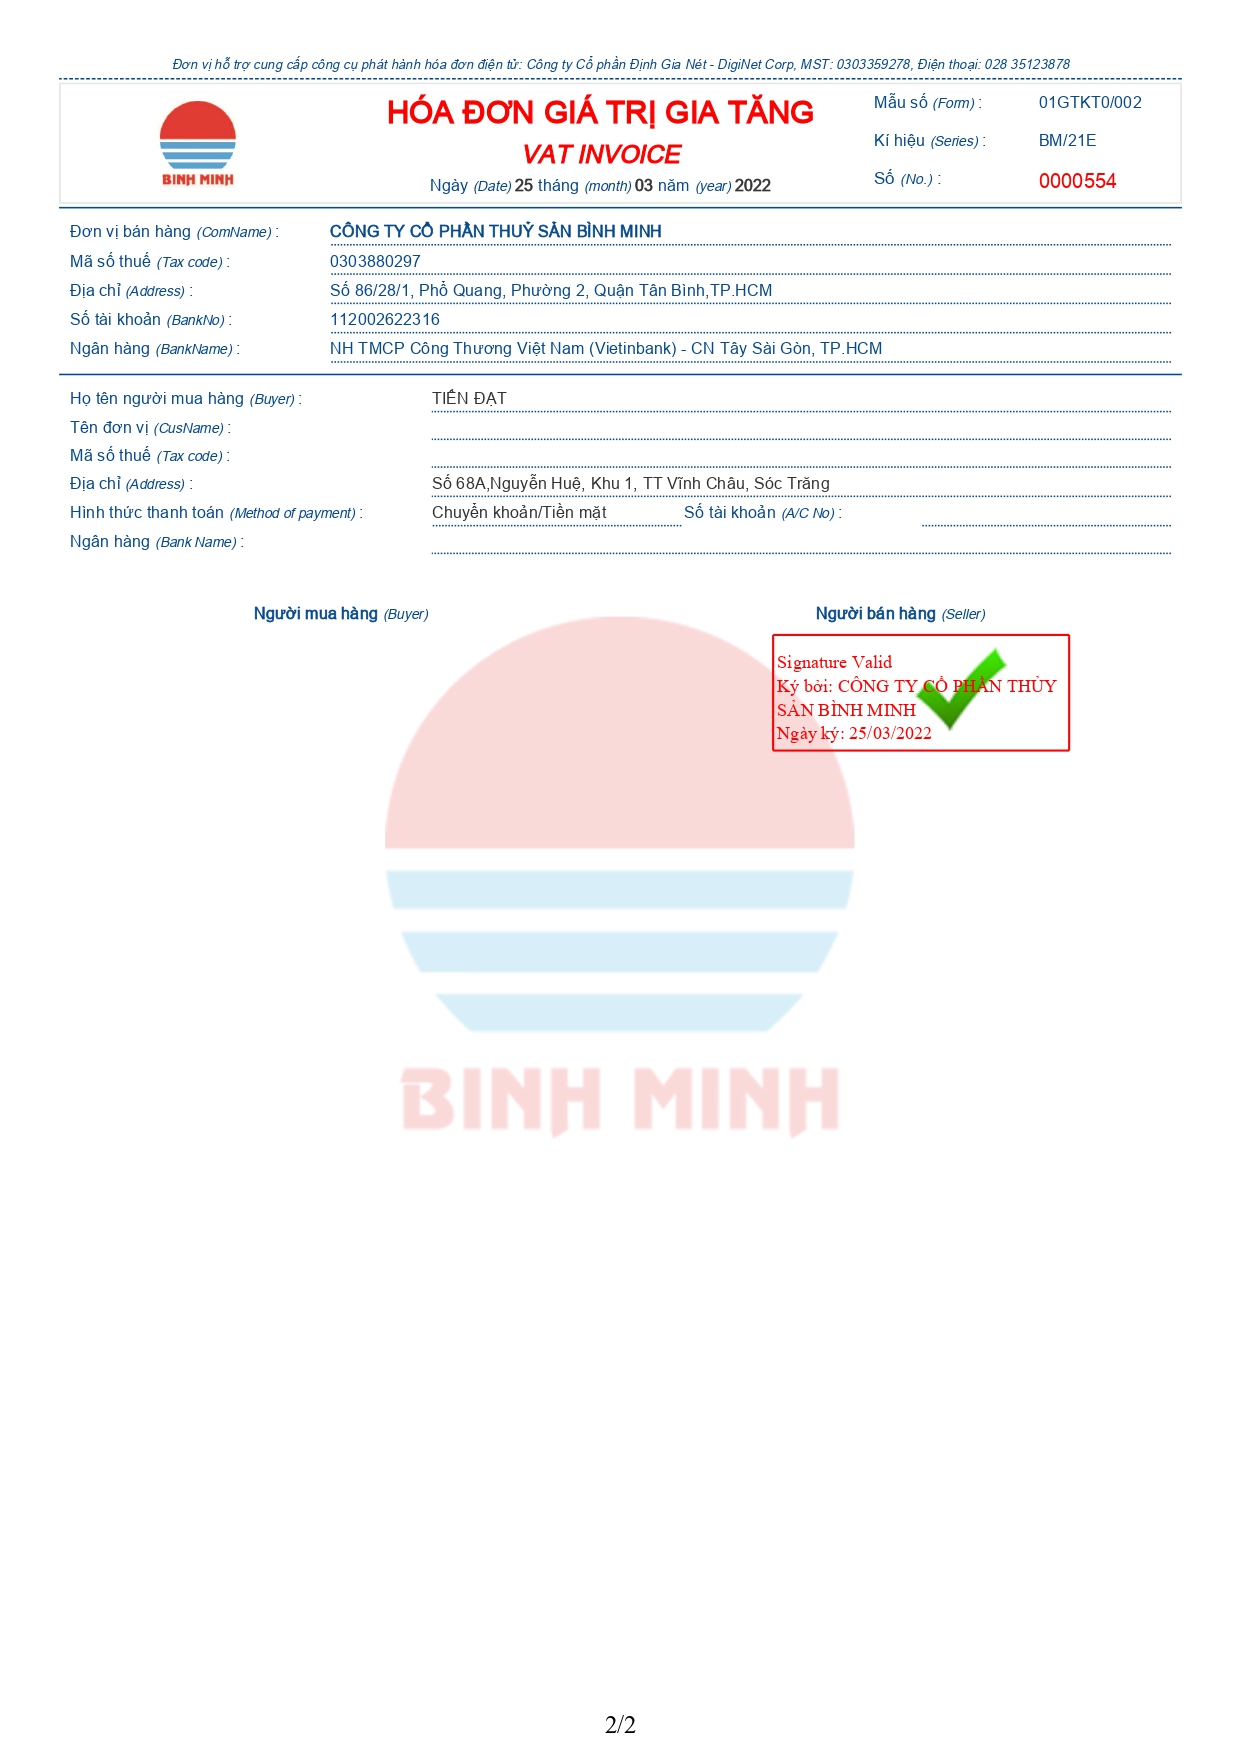 Đơn vị hỗ trợ cung cấp công cụ phát hành hóa đơn điện tử: Công ty Cổ phần Định Gia Nét - DigiNet Corp, MST: 0303359278, Điện thoại: 028 35123878
BINH MINH
HÓA ĐƠN GIÁ TRỊ GIA TĂNG
VAT INVOICE
Ngày (Date) 25 tháng (month) 03 năm (year) 2022
Mẫu số (Form) : 01GTKT0/002
Kí hiệu (Series) : BM/21E
Số (No.) : 0000554
Đơn vị bán hàng (ComName) : CÔNG TY CỔ PHẦN THUỶ SẢN BÌNH MINH
Mã số thuế (Tax code) : 0303880297
Địa chỉ (Address) : Số 86/28/1, Phổ Quang, Phường 2, Quận Tân Bình,TP.HCM
Số tài khoản (BankNo) : 112002622316
Ngân hàng (BankName) : NH TMCP Công Thương Việt Nam (Vietinbank) - CN Tây Sài Gòn, TP.HCM
Họ tên người mua hàng (Buyer) : TIẾN ĐẠT
Tên đơn vị (CusName) :
Mã số thuế (Tax code) :
Địa chỉ (Address) : Số 68A,Nguyễn Huệ, Khu 1, TT Vĩnh Châu, Sóc Trăng
Hình thức thanh toán (Method of payment) : Chuyển khoản/Tiền mặt Số tài khoản (A/C No) :
Ngân hàng (Bank Name) :
Người mua hàng (Buyer) Người bán hàng (Seller)
Signature Valid
Ký bởi: CÔNG TY CỔ PHẦN THỦY
SẢN BÌNH MINH
Ngày ký: 25/03/2022
BINH MINH
2/2